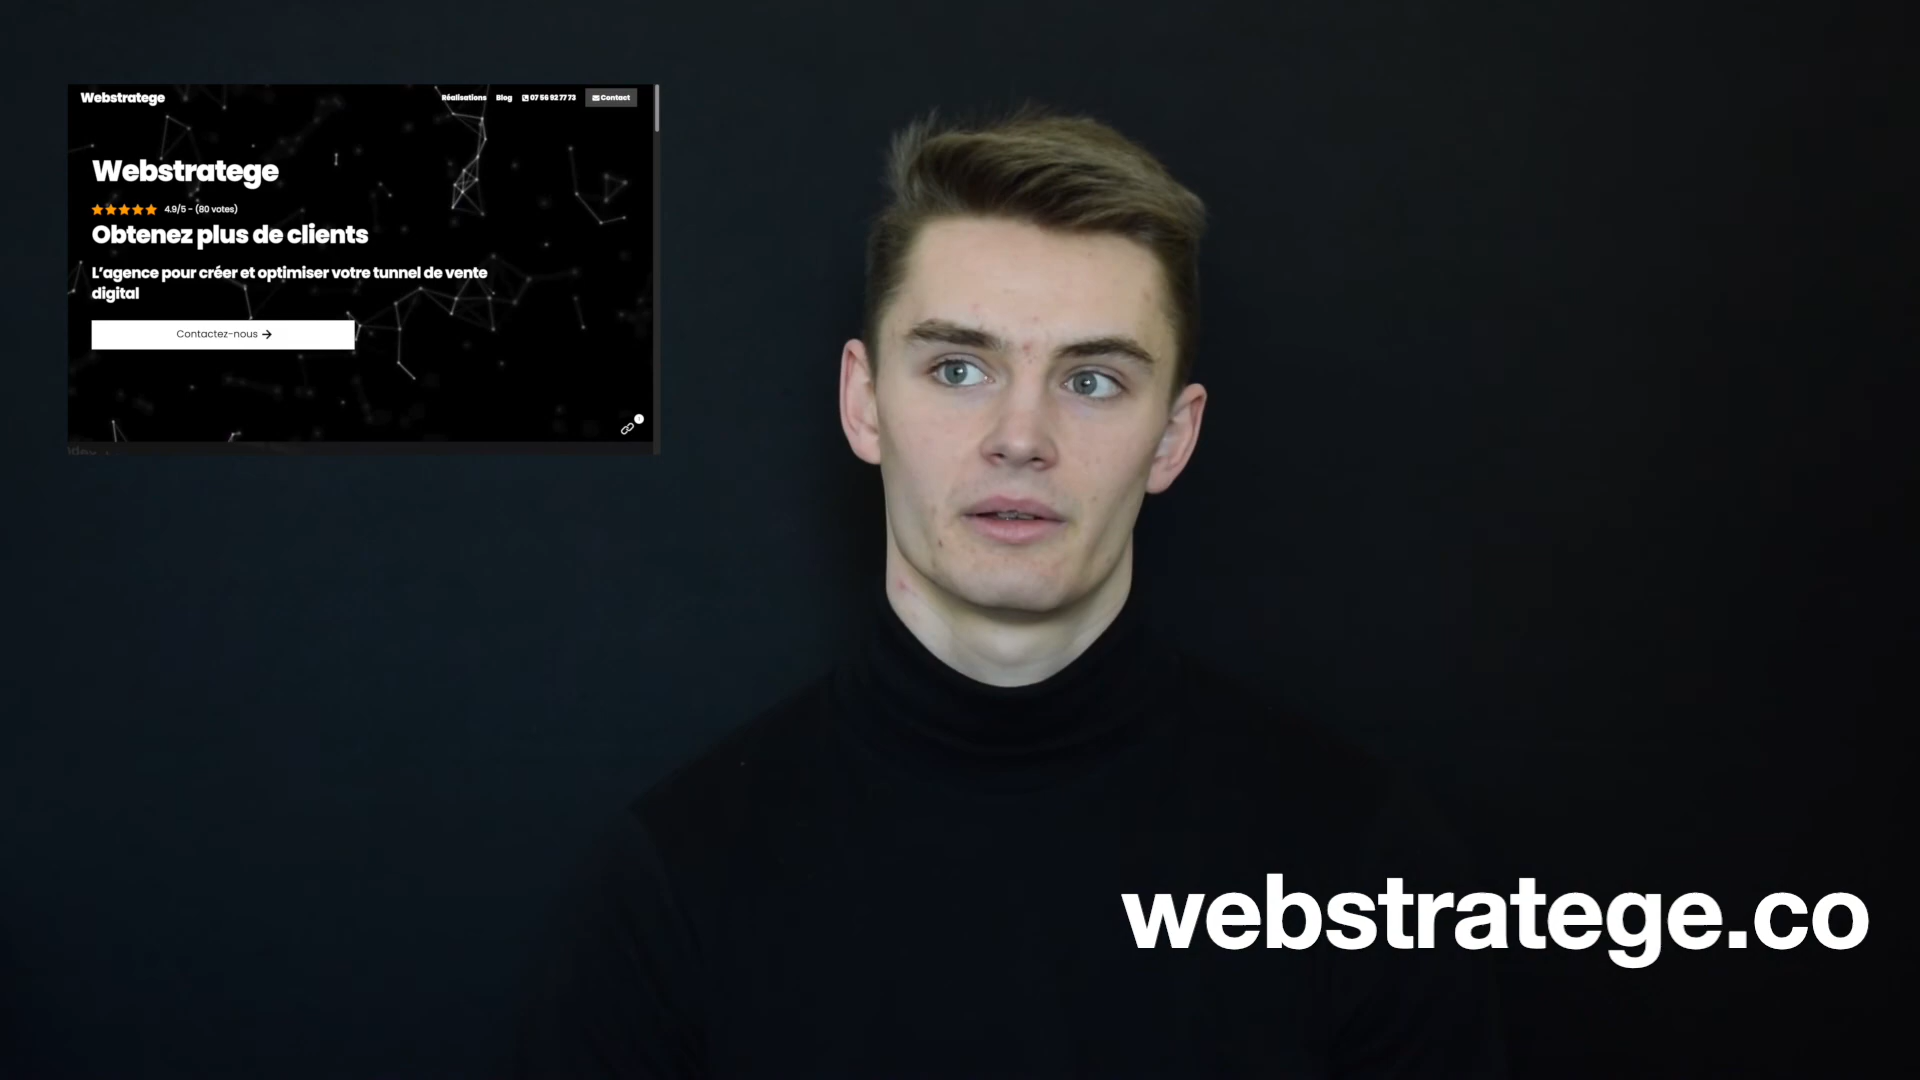 Webstratege
Réalisations Blog 07 56 92 77 73 Contact
Webstratege
4.9/5 - (80 votes)
Obtenez plus de clients
L’agence pour créer et optimiser votre tunnel de vente
digital
Contactez-nous →
webstratege.co